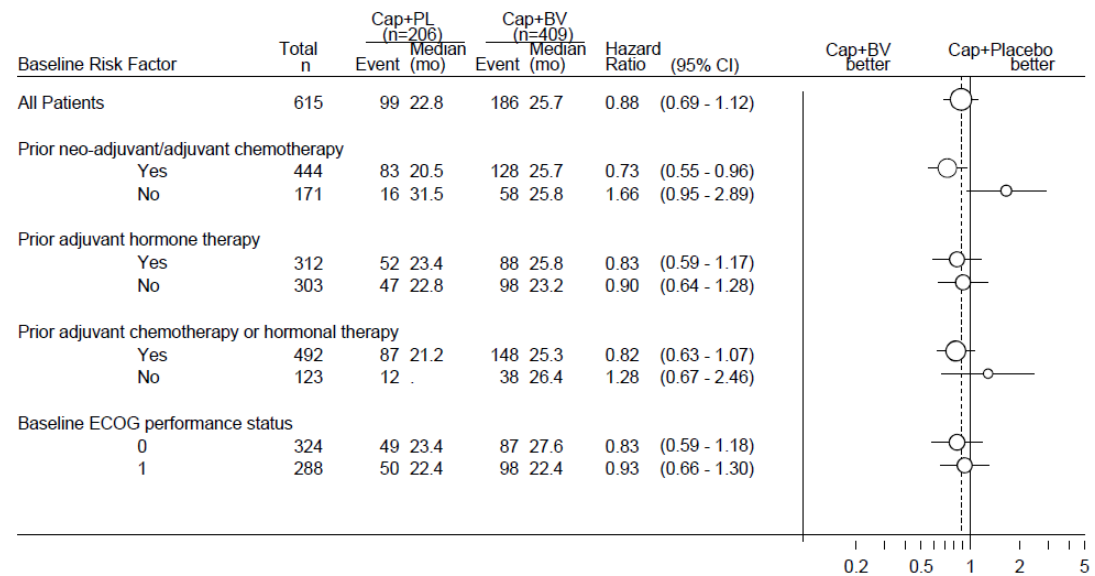 Cap+PL Cap+BV
(n=206) (n=409)
Total Median Median Hazard Cap+BV Cap+Placebo
Baseline Risk Factor n Event (mo) Event (mo) Ratio (95% CI) better better
All Patients 615 99 22.8 186 25.7 0.88 (0.69 - 1.12)
Prior neo-adjuvant/adjuvant chemotherapy
Yes 444 83 20.5 128 25.7 0.73 (0.55 - 0.96)
No 171 16 31.5 58 25.8 1.66 (0.95 - 2.89)
Prior adjuvant hormone therapy
Yes 312 52 23.4 88 25.8 0.83 (0.59 - 1.17)
No 303 47 22.8 98 23.2 0.90 (0.64 - 1.28)
Prior adjuvant chemotherapy or hormonal therapy
Yes 492 87 21.2 148 25.3 0.82 (0.63 - 1.07)
No 123 12 . 38 26.4 1.28 (0.67 - 2.46)
Baseline ECOG performance status
0 324 49 23.4 87 27.6 0.83 (0.59 - 1.18)
1 288 50 22.4 98 22.4 0.93 (0.66 - 1.30)
0.2 0.5 1 2 5